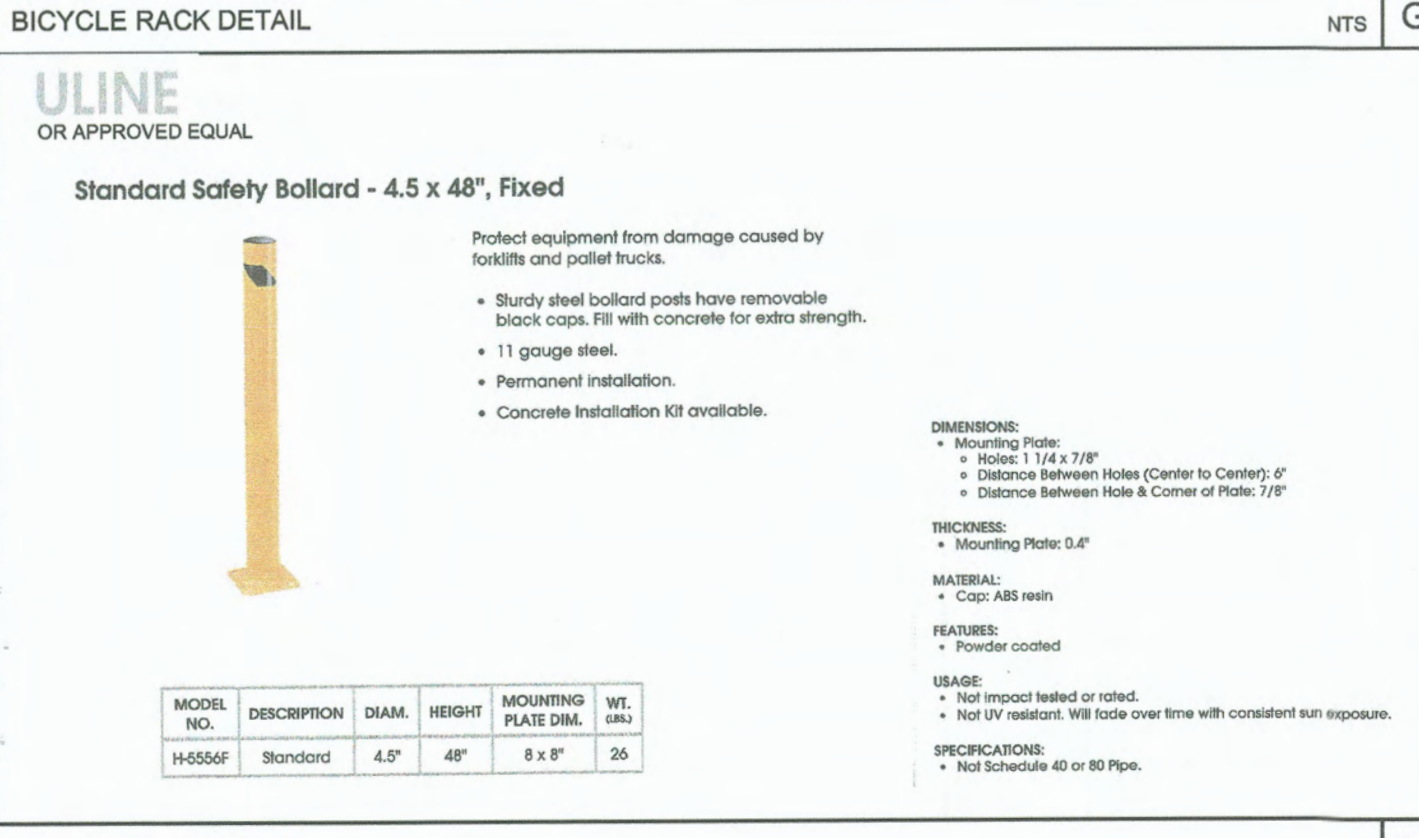 BICYCLE RACK DETAIL
NTS
G
ULINE
OR APPROVED EQUAL
Standard Safety Bollard - 4.5 x 48", Fixed
Protect equipment from damage caused by
forklifts and pallet trucks.
• Sturdy steel bollard posts have removable
black caps. Fill with concrete for extra strength.
• 11 gauge steel.
• Permanent installation.
• Concrete Installation Kit available.
DIMENSIONS:
• Mounting Plate:
o Holes: 1 1/4 x 7/8"
o Distance Between Holes (Center to Center): 6"
o Distance Between Hole & Corner of Plate: 7/8"
THICKNESS:
• Mounting Plate: 0.4"
MATERIAL:
• Cap: ABS resin
FEATURES:
• Powder coated
USAGE:
• Not impact tested or rated.
• Not UV resistant. Will fade over time with consistent sun exposure.
SPECIFICATIONS:
• Not Schedule 40 or 80 Pipe.
MODEL NO. DESCRIPTION DIAM. HEIGHT MOUNTING PLATE DIM. WT. (LBS.)
H-5556F Standard 4.5" 48" 8 x 8" 26